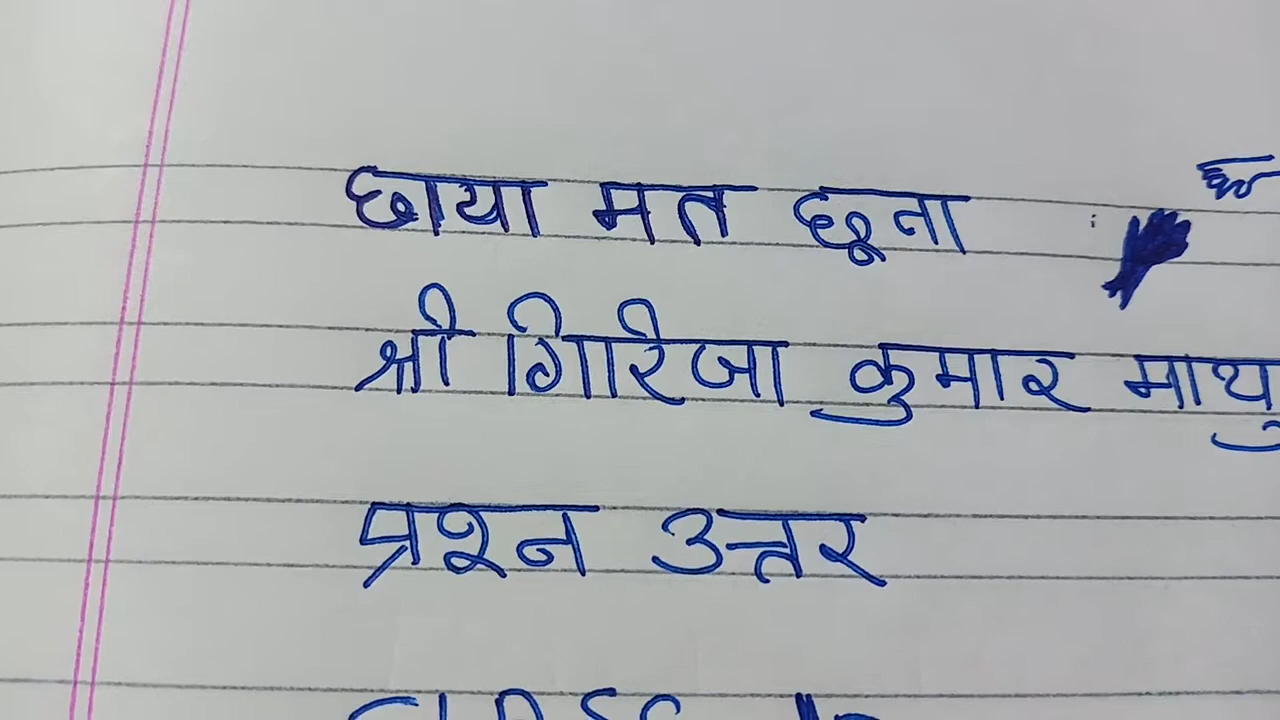 छाया मत छूना
श्री गिरिजा कुमार माथु
प्रश्न उत्तर